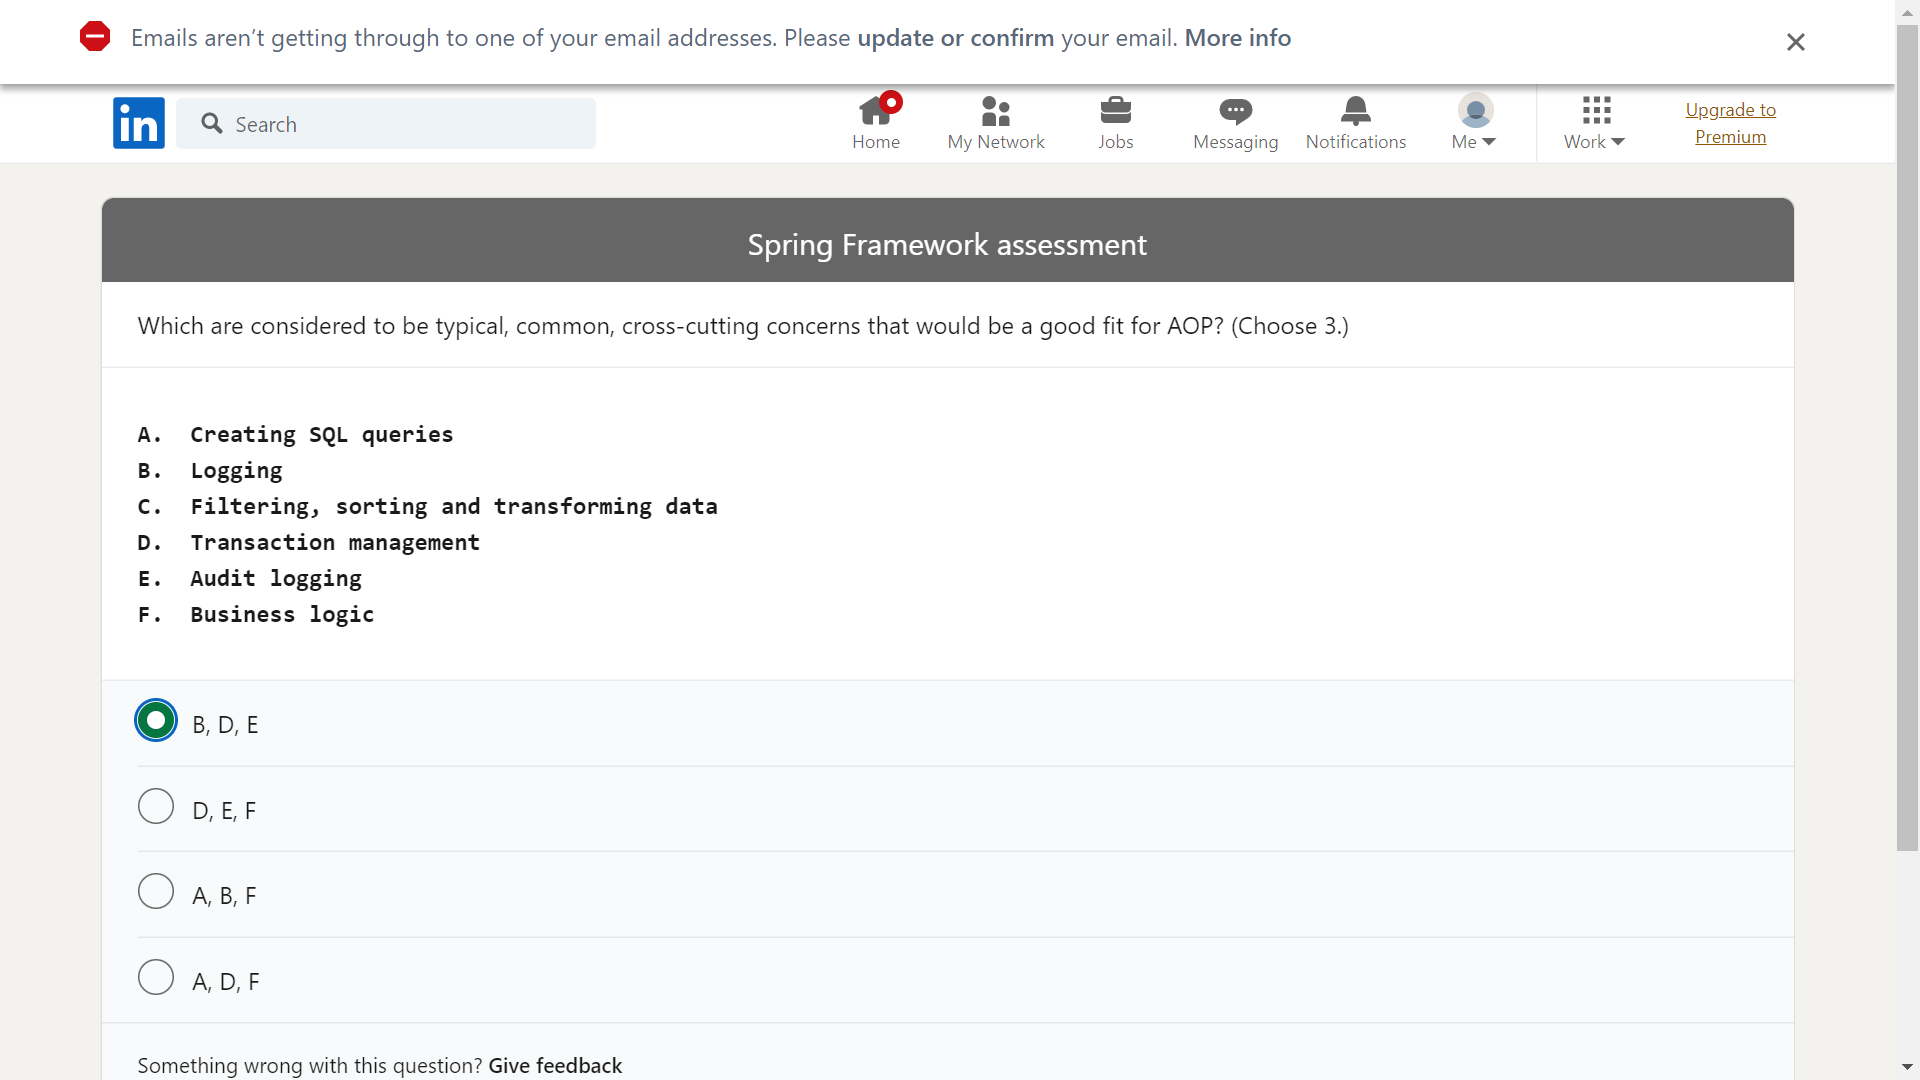 Emails aren't getting through to one of your email addresses. Please update or confirm your email. More info
in
Search
Home
My Network
Jobs
Messaging
Notifications
Me
Work
Upgrade to
Premium
Spring Framework assessment
Which are considered to be typical, common, cross-cutting concerns that would be a good fit for AOP? (Choose 3.)
A. Creating SQL queries
B. Logging
C. Filtering, sorting and transforming data
D. Transaction management
E. Audit logging
F. Business logic
B, D, E
D, E, F
A, B, F
A, D, F
Something wrong with this question? Give feedback